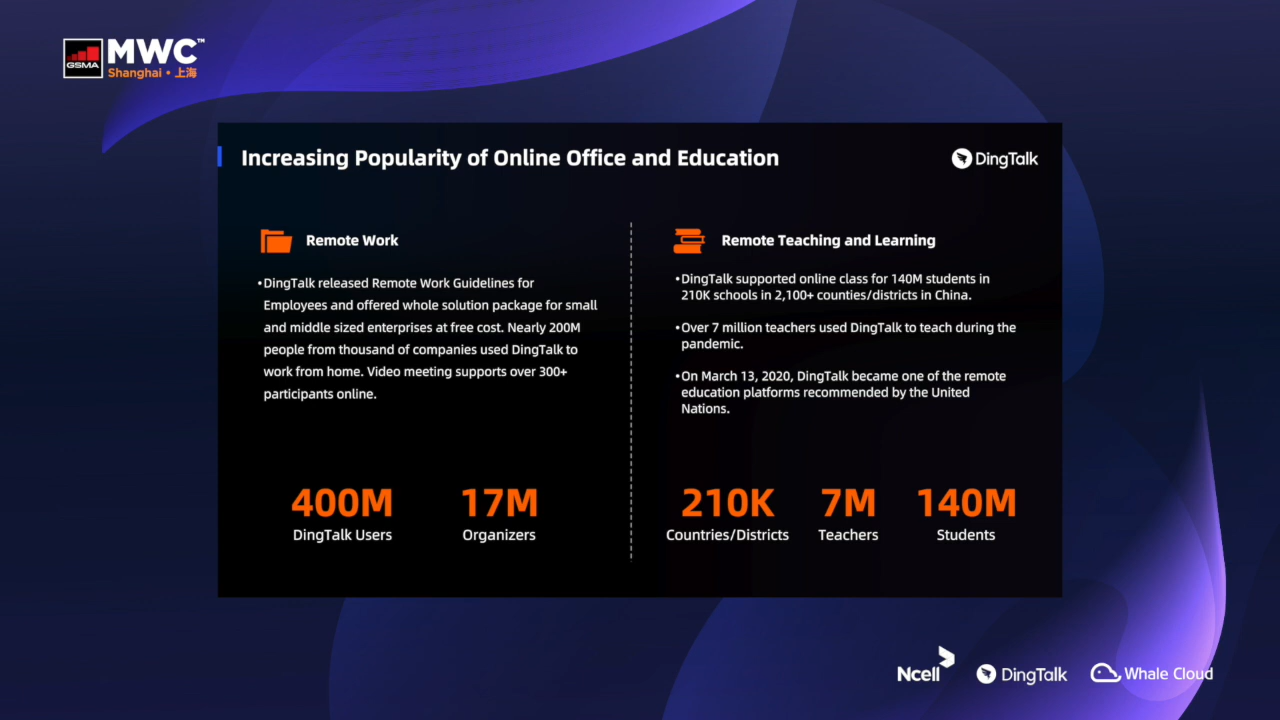 GSMA
MWC™
Shanghai • 上海
Increasing Popularity of Online Office and Education
DingTalk
Remote Work
•DingTalk released Remote Work Guidelines for
Employees and offered whole solution package for small
and middle sized enterprises at free cost. Nearly 200M
people from thousand of companies used DingTalk to
work from home. Video meeting supports over 300+
participants online.
400M
DingTalk Users
17M
Organizers
Remote Teaching and Learning
•DingTalk supported online class for 140M students in
210K schools in 2,100+ counties/districts in China.
•Over 7 million teachers used DingTalk to teach during the
pandemic.
•On March 13, 2020, DingTalk became one of the remote
education platforms recommended by the United
Nations.
210K
Countries/Districts
7M
Teachers
140M
Students
Ncell
DingTalk
Whale Cloud